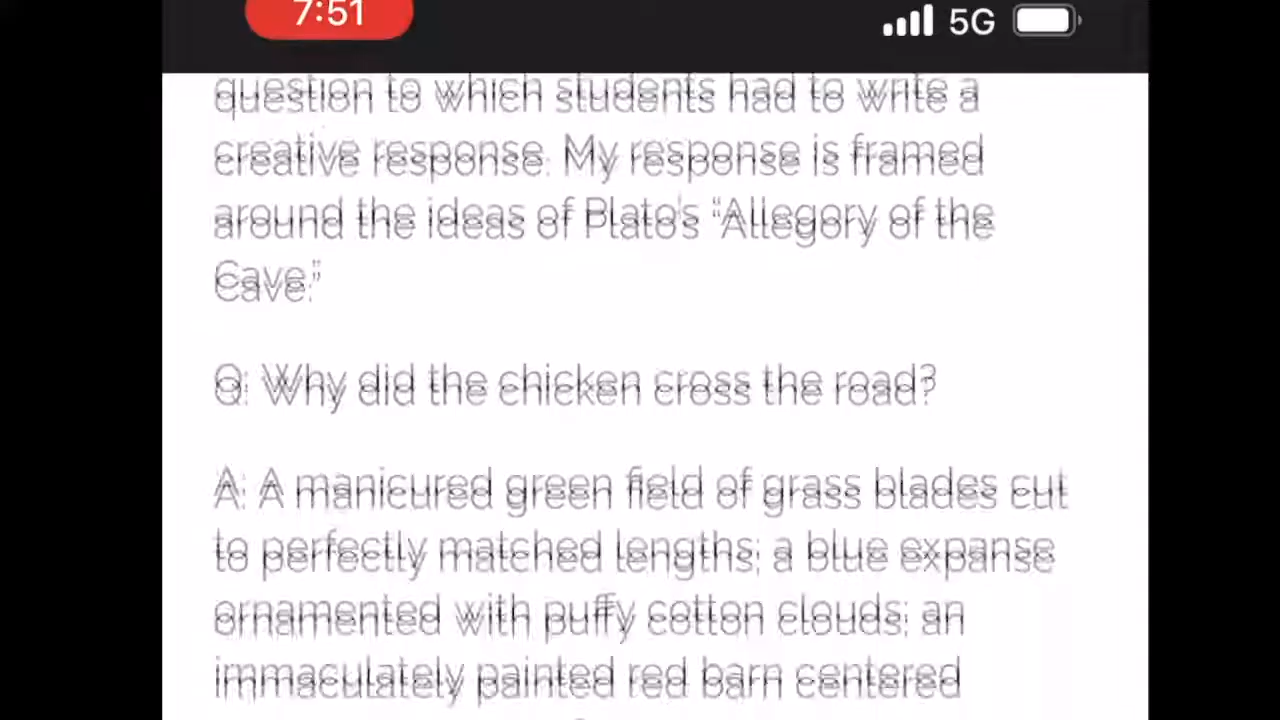 7:51
5G
question to which students had to write a
creative response. My response is framed
around the ideas of Plato's “Allegory of the
Cave.”
Q: Why did the chicken cross the road?
A: A manicured green field of grass blades cut
to perfectly matched lengths; a blue expanse
ornamented with puffy cotton clouds; an
immaculately painted red barn centered